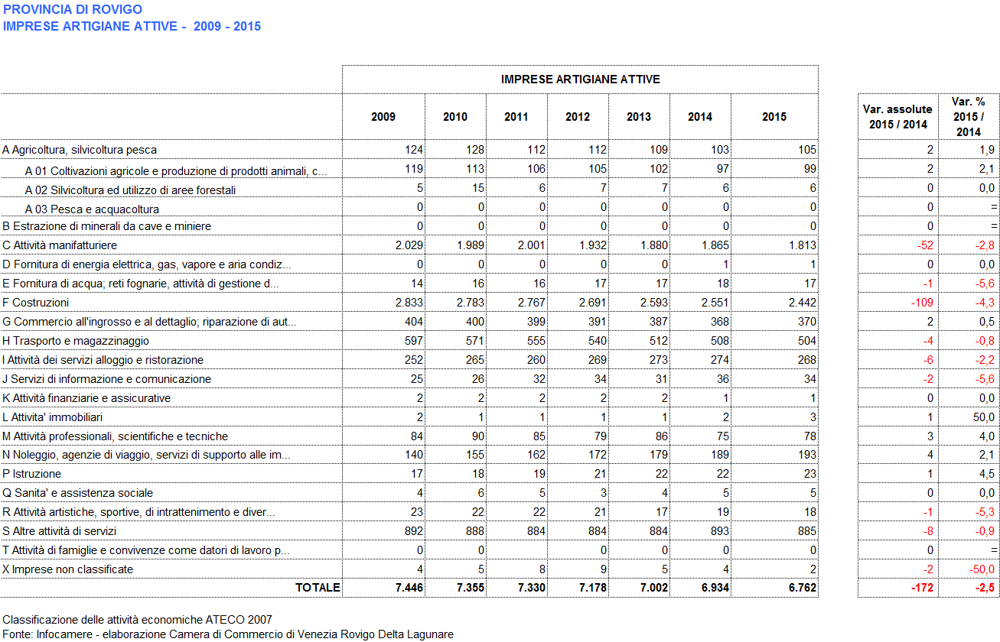 PROVINCIA DI ROVIGO
IMPRESE ARTIGIANE ATTIVE - 2009 - 2015
IMPRESE ARTIGIANE ATTIVE
2009 2010 2011 2012 2013 2014 2015 Var. assolute 2015 / 2014 Var. % 2015 / 2014
A Agricoltura, silvicoltura pesca 124 128 112 112 109 103 105 2 1,9
A 01 Coltivazioni agricole e produzione di prodotti animali, c... 119 113 106 105 102 97 99 2 2,1
A 02 Silvicoltura ed utilizzo di aree forestali 5 15 6 7 7 6 6 0 0,0
A 03 Pesca e acquacoltura 0 0 0 0 0 0 0 0 =
B Estrazione di minerali da cave e miniere 0 0 0 0 0 0 0 0 =
C Attività manifatturiere 2.029 1.989 2.001 1.932 1.880 1.865 1.813 -52 -2,8
D Fornitura di energia elettrica, gas, vapore e aria condiz... 0 0 0 0 0 1 1 0 0,0
E Fornitura di acqua; reti fognarie, attività di gestione d... 14 16 16 17 17 18 17 -1 -5,6
F Costruzioni 2.833 2.783 2.767 2.691 2.593 2.551 2.442 -109 -4,3
G Commercio all'ingrosso e al dettaglio; riparazione di aut... 404 400 399 391 387 368 370 2 0,5
H Trasporto e magazzinaggio 597 571 555 540 512 508 504 -4 -0,8
I Attività dei servizi alloggio e ristorazione 252 265 260 269 273 274 268 -6 -2,2
J Servizi di informazione e comunicazione 25 26 32 34 31 36 34 -2 -5,6
K Attività finanziarie e assicurative 2 2 2 2 2 1 1 0 0,0
L Attivita' immobiliari 2 1 1 1 1 2 3 1 50,0
M Attività professionali, scientifiche e tecniche 84 90 85 79 86 75 78 3 4,0
N Noleggio, agenzie di viaggio, servizi di supporto alle im... 140 155 162 172 179 189 193 4 2,1
P Istruzione 17 18 19 21 22 22 23 1 4,5
Q Sanita' e assistenza sociale 4 6 5 3 4 5 5 0 0,0
R Attività artistiche, sportive, di intrattenimento e diver... 23 22 22 21 17 19 18 -1 -5,3
S Altre attività di servizi 892 888 884 884 884 893 885 -8 -0,9
T Attività di famiglie e convivenze come datori di lavoro p... 0 0 0 0 0 0 0 =
X Imprese non classificate 4 5 8 9 5 4 2 -2 -50,0
TOTALE 7.446 7.355 7.330 7.178 7.002 6.934 6.762 -172 -2,5
Classificazione delle attività economiche ATECO 2007
Fonte: Infocamere - elaborazione Camera di Commercio di Venezia Rovigo Delta Lagunare